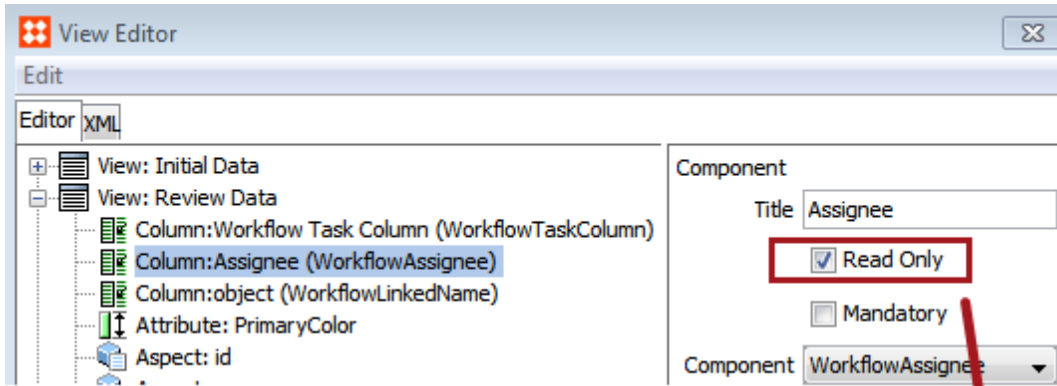 View Editor
Edit
Editor XML
View: Initial Data
View: Review Data
Column:Workflow Task Column (WorkflowTaskColumn)
Column:Assignee (WorkflowAssignee)
Column:object (WorkflowLinkedName)
Attribute: PrimaryColor
Aspect: id
Component
Title Assignee
Read Only
Mandatory
Component WorkflowAssignee